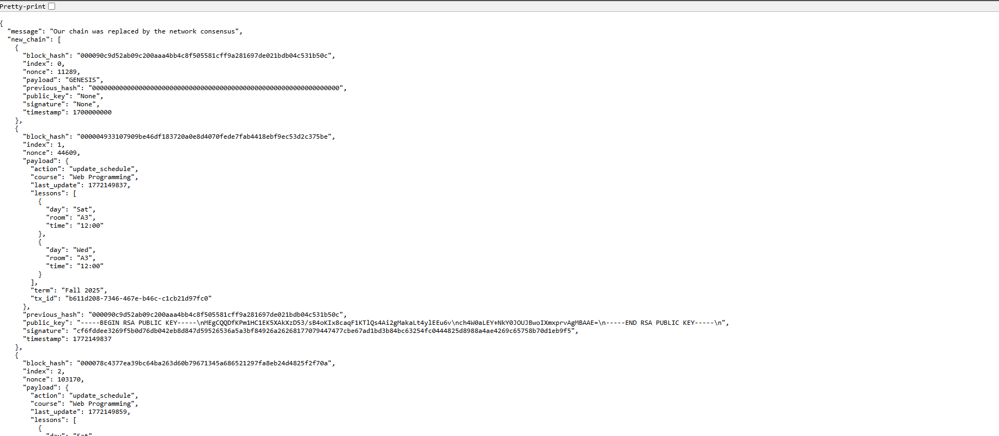 Pretty-print
{
  "message": "Our chain was replaced by the network consensus",
  "new_chain": [
    {
      "block_hash": "000090c9d52ab09c200aaa4bb4c8f505581cff9a281697de021bdb04c531b50c",
      "index": 0,
      "nonce": 11289,
      "payload": "GENESIS",
      "previous_hash": "0000000000000000000000000000000000000000000000000000000000000000",
      "public_key": "None",
      "signature": "None",
      "timestamp": 1700000000
    },
    {
      "block_hash": "000004933107909be46df183720a0e8d4070fede7fab4418ebf9ec53d2c375be",
      "index": 1,
      "nonce": 44609,
      "payload": {
        "action": "update_schedule",
        "course": "Web Programming",
        "last_update": 1772149837,
        "lessons": [
          {
            "day": "Sat",
            "room": "A3",
            "time": "12:00"
          },
          {
            "day": "Wed",
            "room": "A3",
            "time": "12:00"
          }
        ],
        "term": "Fall 2025",
        "tx_id": "b611d208-7346-467e-b46c-c1cb21d97fc0"
      },
      "previous_hash": "000090c9d52ab09c200aaa4bb4c8f505581cff9a281697de021bdb04c531b50c",
      "public_key": "-----BEGIN RSA PUBLIC KEY-----\nMEgCQQDfKPm1HC1EK5XAkXzD53/sB4oKIx8caqF1KTlQs4Ai2gMakaLt4ylEEu6v\nch4W0aLEY+NkY0JOUJBwoIXmxprvAgMBAAE=\n-----END RSA PUBLIC KEY-----\n",
      "signature": "cf6fddee3269f5b0d76db042eb8d847d59526536a5a3bf84926a26268177079447477cbe67ad1bd3b84bc63254fc0444825d8988a4ae4269c65758b70d1eb9f5",
      "timestamp": 1772149837
    },
    {
      "block_hash": "000078c4377ea39bc64ba263d60b79671345a686521297fa8eb24d4825f2f70a",
      "index": 2,
      "nonce": 103170,
      "payload": {
        "action": "update_schedule",
        "course": "Web Programming",
        "last_update": 1772149859,
        "lessons": [
          {
            "day": "Sat",